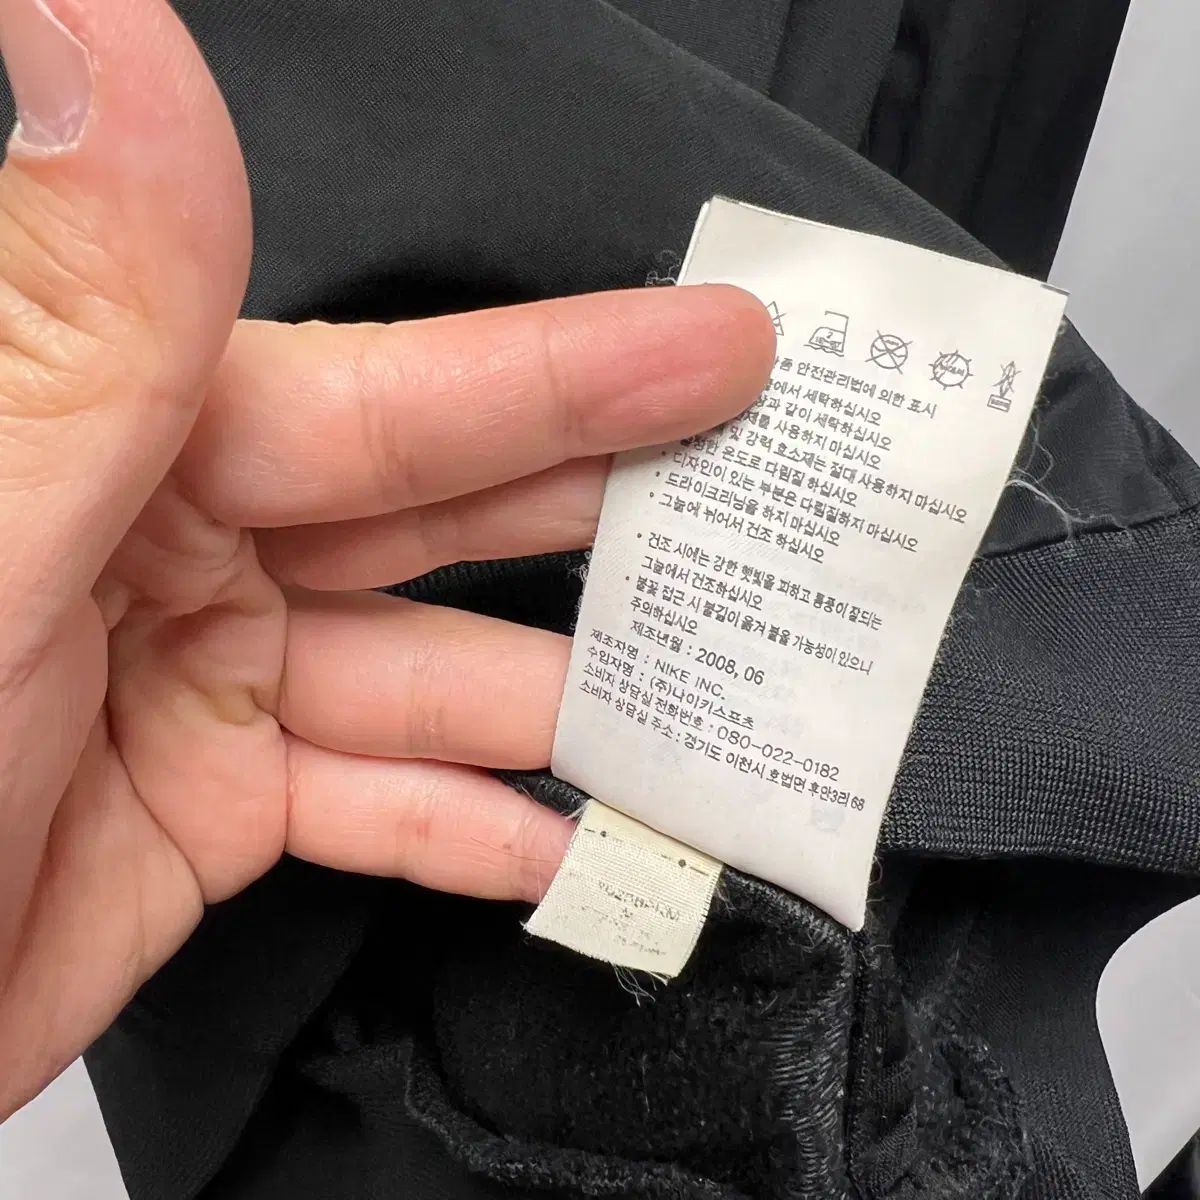 안전관리법에 의한 표시
세탁하십시오
같이 세탁하십시오
사용하지 마십시오
및 강력 효소제는 절대 사용하지 마십시오
온도로 다림질 하십시오
• 디자인이 있는 부분은 다림질하지 마십시오
• 드라이크리닝을 하지 마십시오
• 그늘에 뉘어서 건조 하십시오
• 건조 시에는 강한 햇빛을 피하고 통풍이 잘되는
그늘에서 건조하십시오
• 불꽃 접근 시 불길이 옮겨 붙을 가능성이 있으니
주의하십시오
제조년월 : 2008, 06
제조자명 : NIKE INC.
수입자명 : (주)나이키스포츠
소비자 상담실 전화번호 : 080-022-0182
소비자 상담실 주소 : 경기도 이천시 호법면 후안3리 68